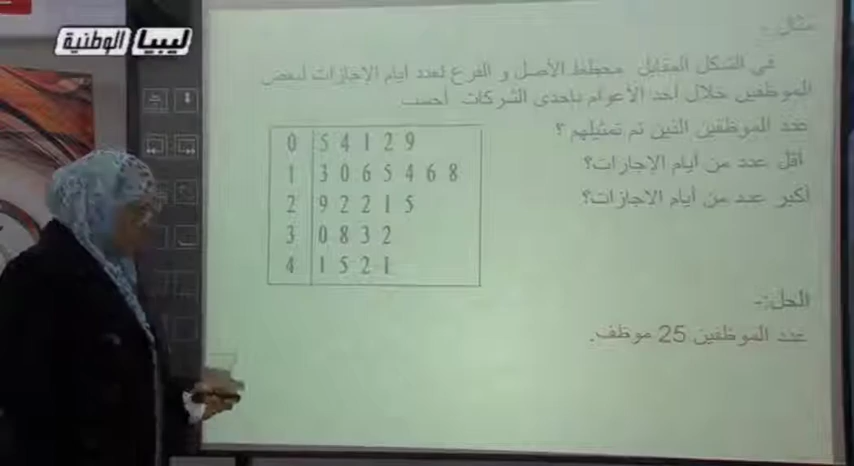 ليبيا الوطنية
مثال :-
في الشكل المقابل مخطط الأصل و الفرع لعدد أيام الإجازات لبعض
الموظفين خلال أحد الأعوام بإحدى الشركات أحسب
عدد الموظفين الذين تم تمثيلهم ؟
أقل عدد من أيام الإجازات؟
أكبر عدد من أيام الاجازات؟
0 5 4 1 2 9
1 3 0 6 5 4 6 8
2 9 2 2 1 5
3 0 8 3 2
4 1 5 2 1
الحل:-
عدد الموظفين 25 موظف.